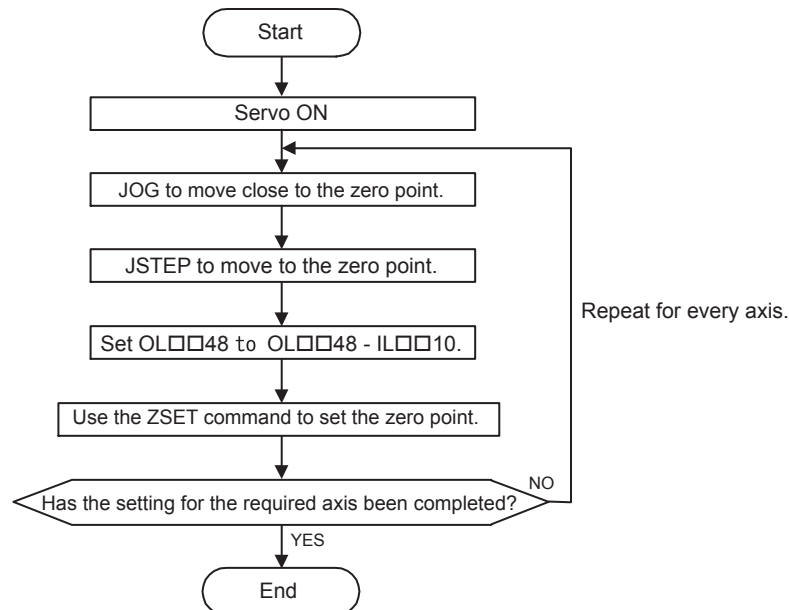 Start
Servo ON
JOG to move close to the zero point.
JSTEP to move to the zero point.
Repeat for every axis.
Set OL□□48 to OL□□48 - IL□□10.
Use the ZSET command to set the zero point.
Has the setting for the required axis been completed?
NO
YES
End